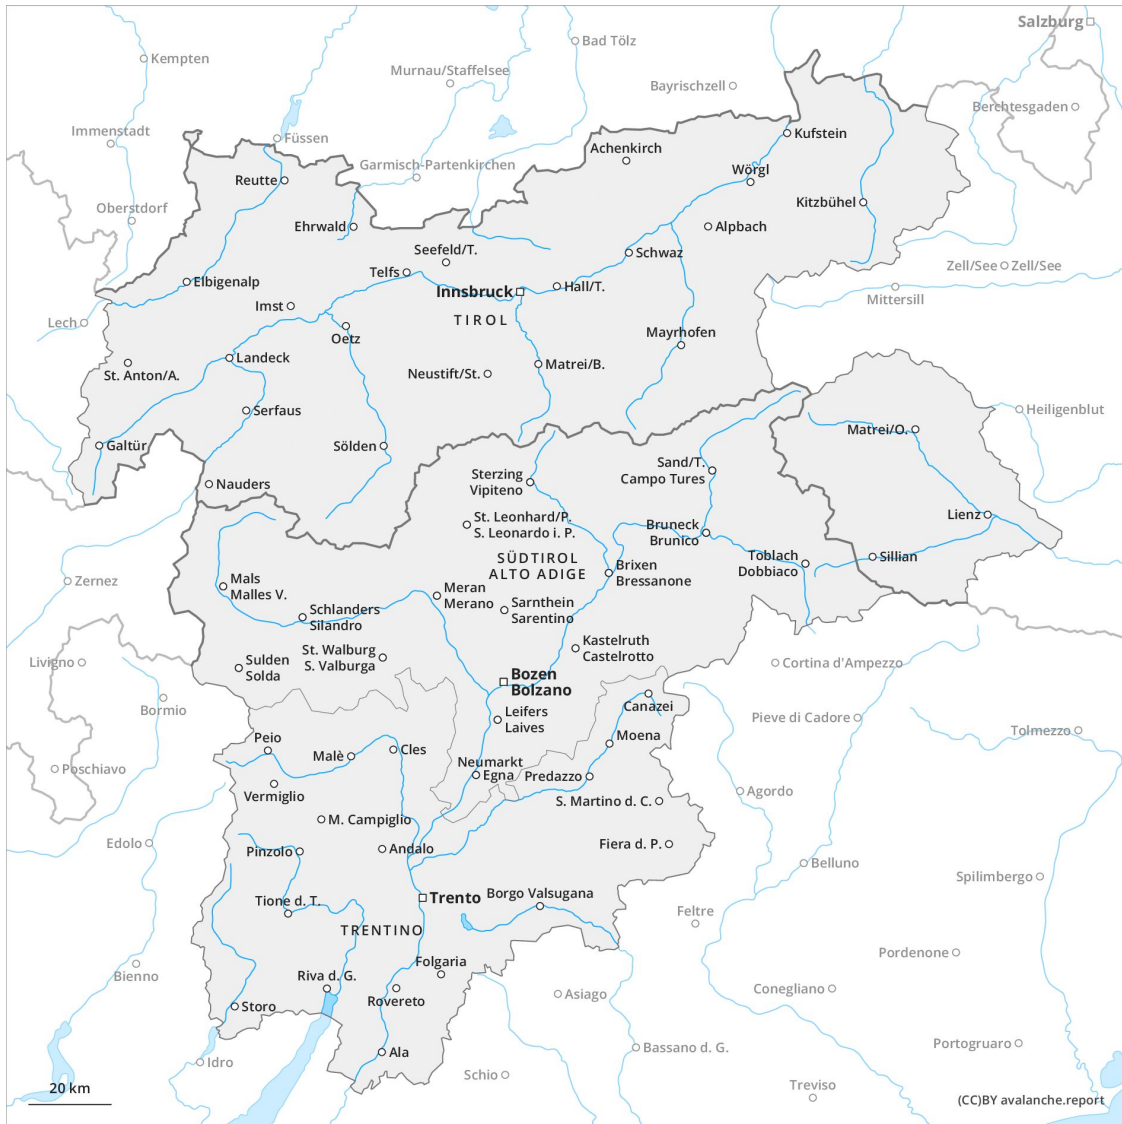 Salzburg
Bad Tölz
Kempten
Murnau/Staffelsee
Bayrischzell
Berchtesgaden
Immenstadt
Füssen
Kufstein
Achenkirch
Garmisch-Partenkirchen
Wörgl
Reutte
Kitzbühel
Oberstdorf
Ehrwald
Alpbach
Seefeld/T.
Schwaz
Zell/See
Zell/See
Telfs
Elbigenalp
Hall/T.
Innsbruck
Mittersill
Imst
TIROL
Lech
Oetz
Mayrhofen
Landeck
Matrei/B.
St. Anton/A.
Neustift/St.
Serfaus
Heiligenblut
Matrei/O.
Galtür
Sölden
Sand/T.
Campo Tures
Sterzing
Vipiteno
Nauders
Lienz
St. Leonhard/P.
S. Leonardo i. P.
Bruneck
Brunico
SÜDTIROL
ALTO ADIGE
Toblach
Dobbiaco
Sillian
Brixen
Bressanone
Zernez
Mals
Malles V.
Meran
Merano
Sarnthein
Sarentino
Schlanders
Silandro
Kastelruth
Castelrotto
St. Walburg
S. Valburga
Livigno
Sulden
Solda
Cortina d'Ampezzo
Bozen
Bolzano
Bormio
Canazei
Leifers
Laives
Pieve di Cadore
Tolmezzo
Moena
Peio
Cles
Malè
Neumarkt
Egna
Predazzo
Poschiavo
Vermiglio
Agordo
S. Martino d. C.
M. Campiglio
Edolo
Fiera d. P.
Andalo
Pinzolo
Belluno
Spilimbergo
Trento
Borgo Valsugana
Tione d. T.
Feltre
TRENTINO
Pordenone
Folgaria
Bienno
Riva d. G.
Conegliano
Asiago
Rovereto
Storo
Portogruaro
Bassano d. G.
Ala
Idro
Schio
Treviso
20 km
(CC)BY avalanche.report